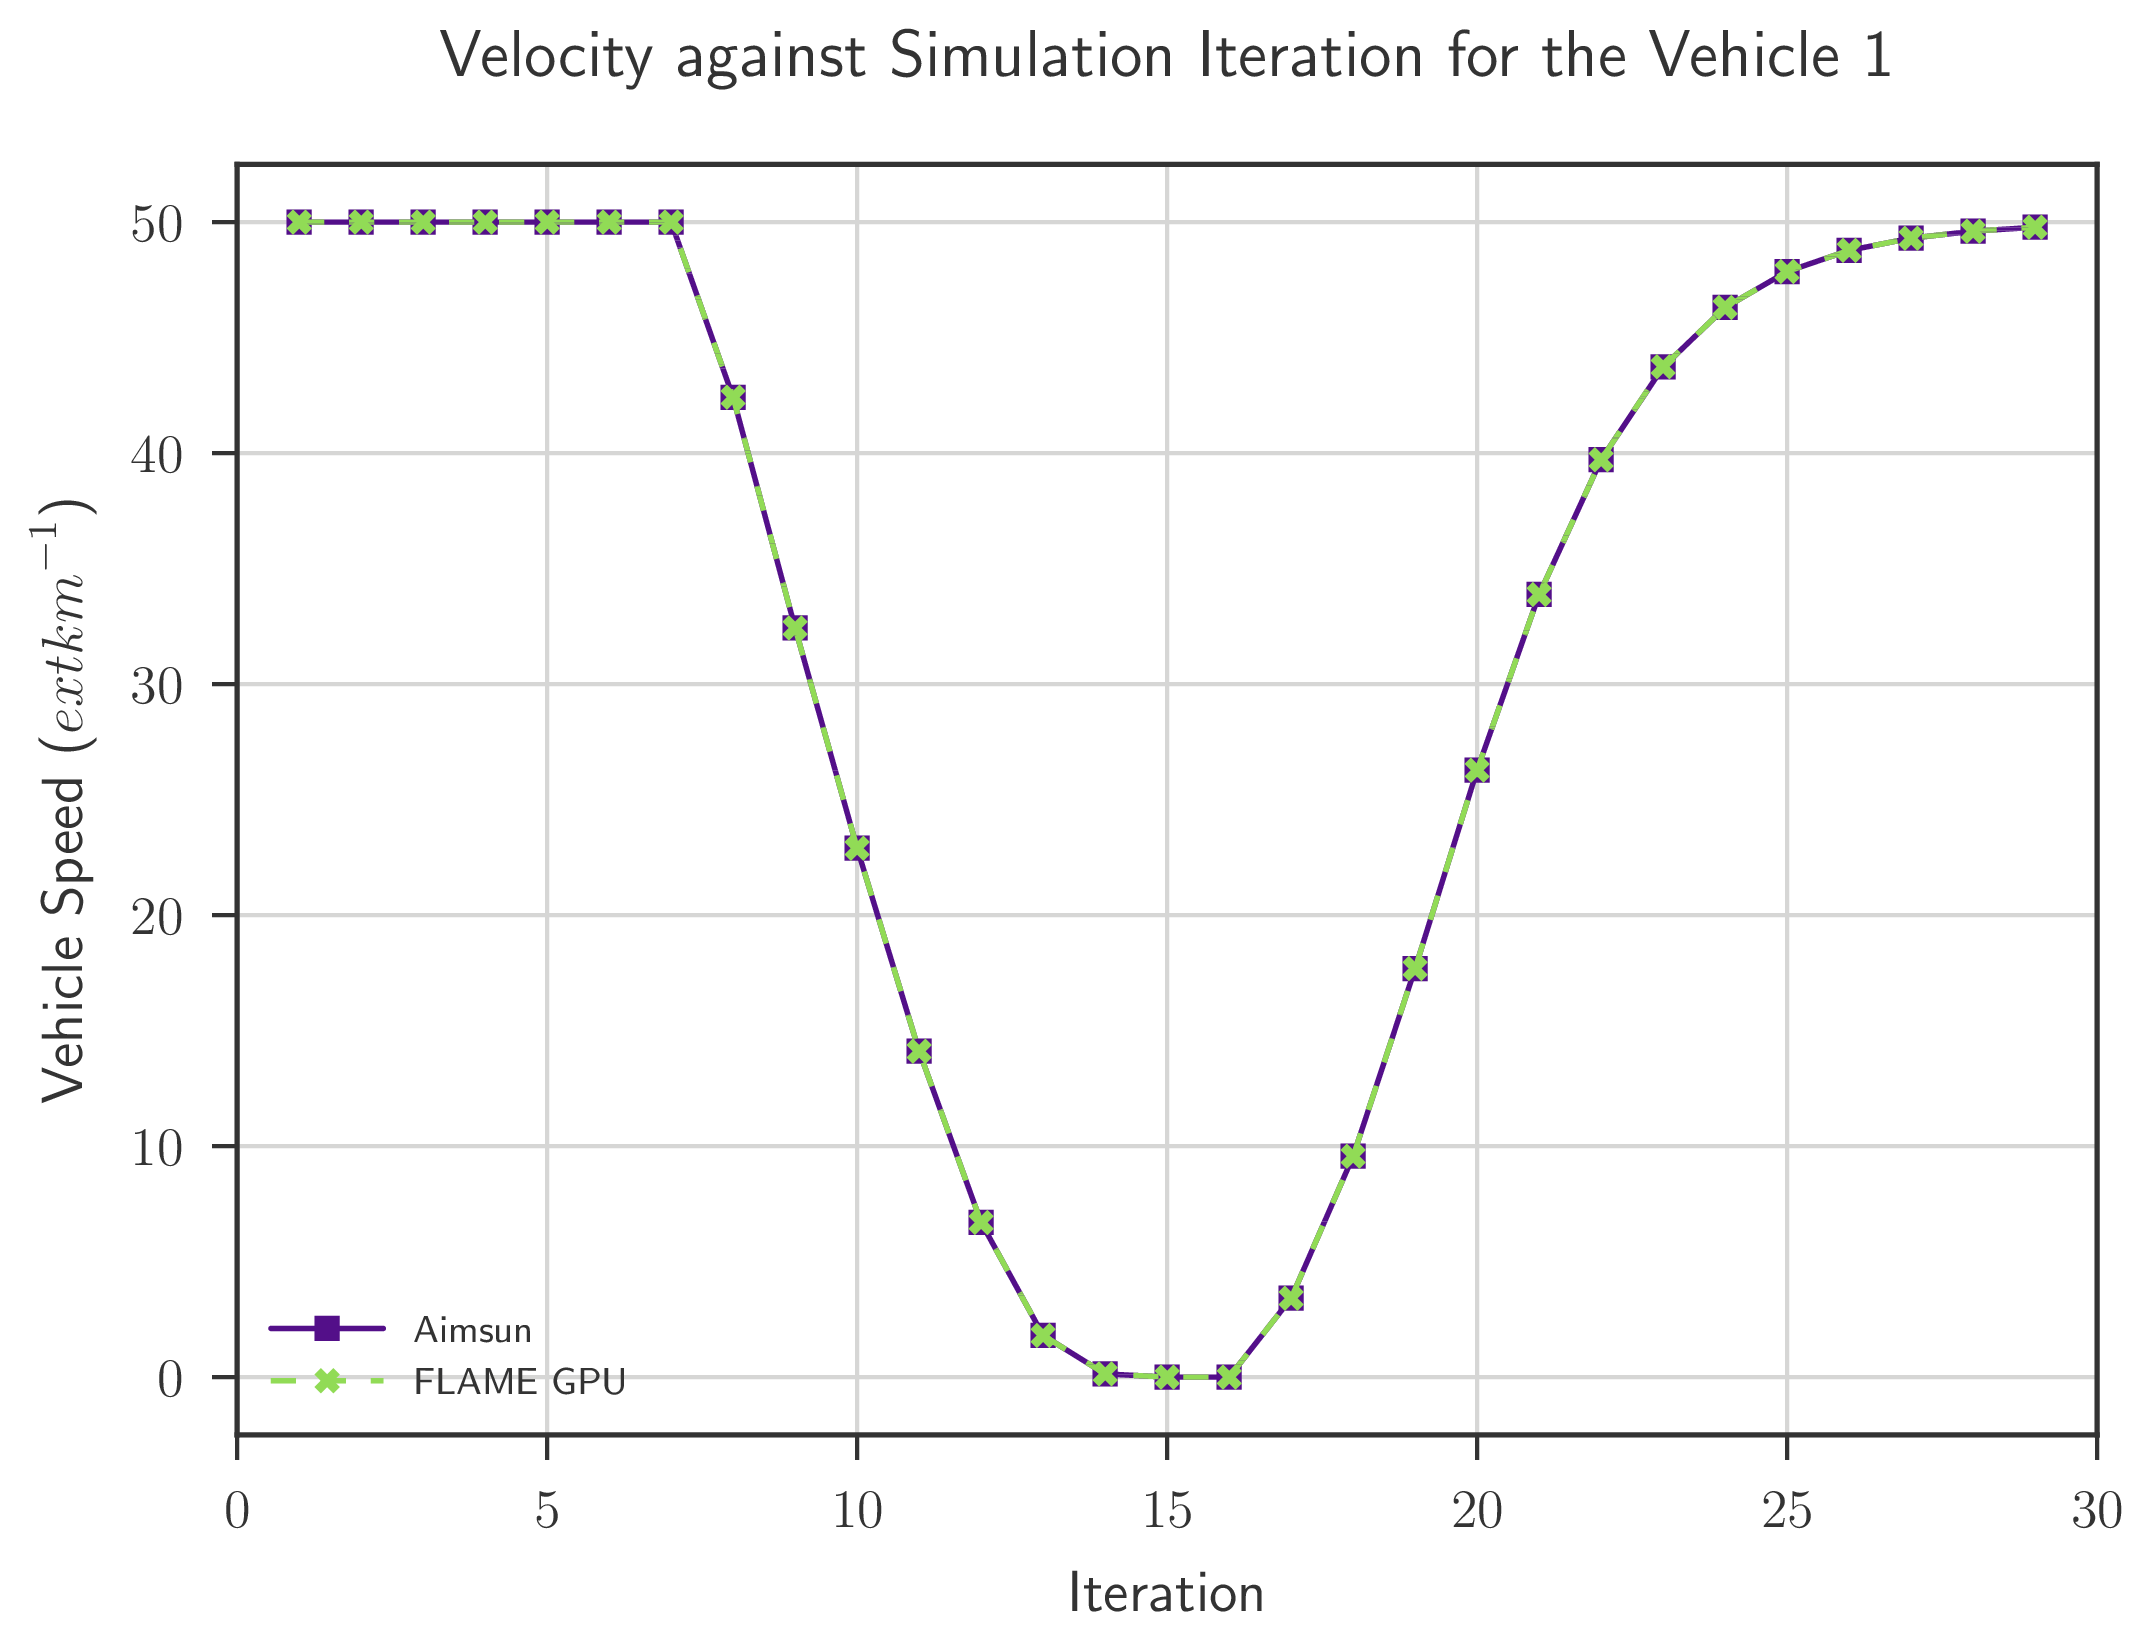 Velocity against Simulation Iteration for the Vehicle 1
Vehicle Speed (extkm⁻¹)
50
40
30
20
10
0
Aimsun
FLAME GPU
0 5 10 15 20 25 30
Iteration